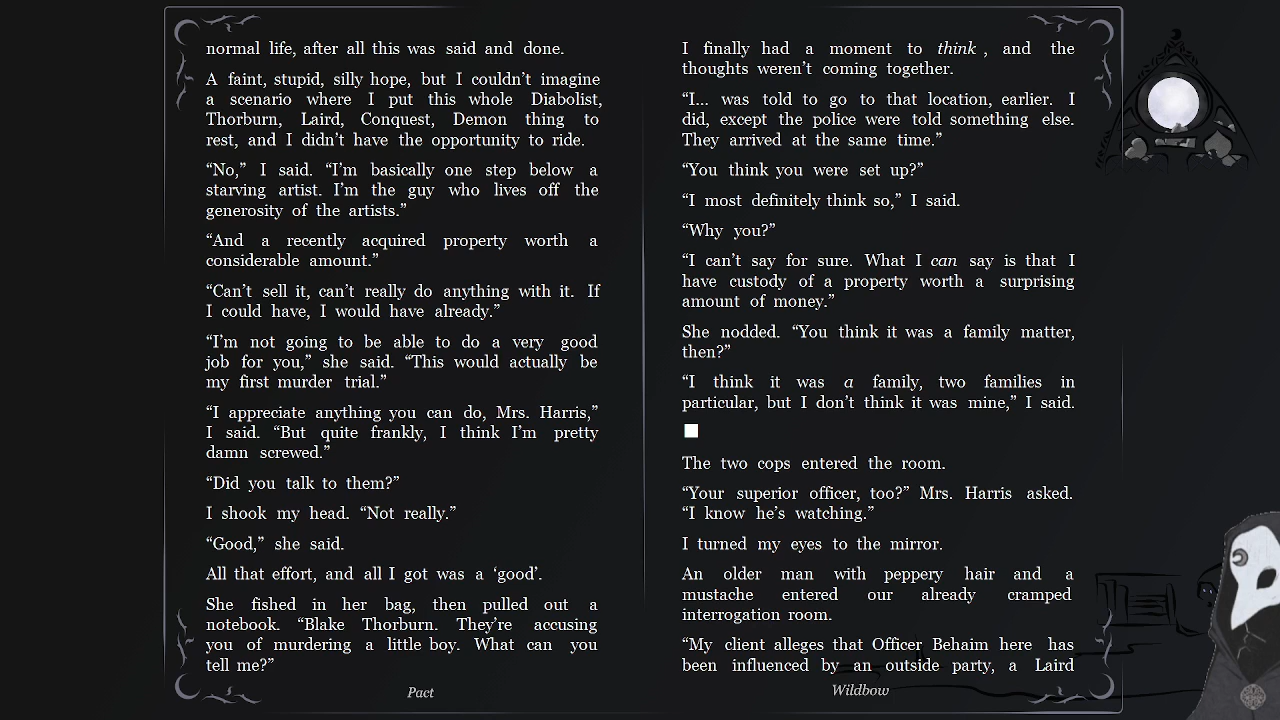 normal life, after all this was said and done.
A faint, stupid, silly hope, but I couldn’t imagine
a scenario where I put this whole Diabolist,
Thorburn, Laird, Conquest, Demon thing to
rest, and I didn’t have the opportunity to ride.
“No,” I said. “I’m basically one step below a
starving artist. I’m the guy who lives off the
generosity of the artists.”
“And a recently acquired property worth a
considerable amount.”
“Can’t sell it, can’t really do anything with it. If
I could have, I would have already.”
“I’m not going to be able to do a very good
job for you,” she said. “This would actually be
my first murder trial.”
“I appreciate anything you can do, Mrs. Harris,”
I said. “But quite frankly, I think I’m pretty
damn screwed.”
“Did you talk to them?”
I shook my head. “Not really.”
“Good,” she said.
All that effort, and all I got was a ‘good’.
She fished in her bag, then pulled out a
notebook. “Blake Thorburn. They’re accusing
you of murdering a little boy. What can you
tell me?”
Pact
I finally had a moment to think , and the
thoughts weren’t coming together.
“I... was told to go to that location, earlier. I
did, except the police were told something else.
They arrived at the same time.”
“You think you were set up?”
“I most definitely think so,” I said.
“Why you?”
“I can’t say for sure. What I can say is that I
have custody of a property worth a surprising
amount of money.”
She nodded. “You think it was a family matter,
then?”
“I think it was a family, two families in
particular, but I don’t think it was mine,” I said.
■
The two cops entered the room.
“Your superior officer, too?” Mrs. Harris asked.
“I know he’s watching.”
I turned my eyes to the mirror.
An older man with peppery hair and a
mustache entered our already cramped
interrogation room.
“My client alleges that Officer Behaim here has
been influenced by an outside party, a Laird
Wildbow